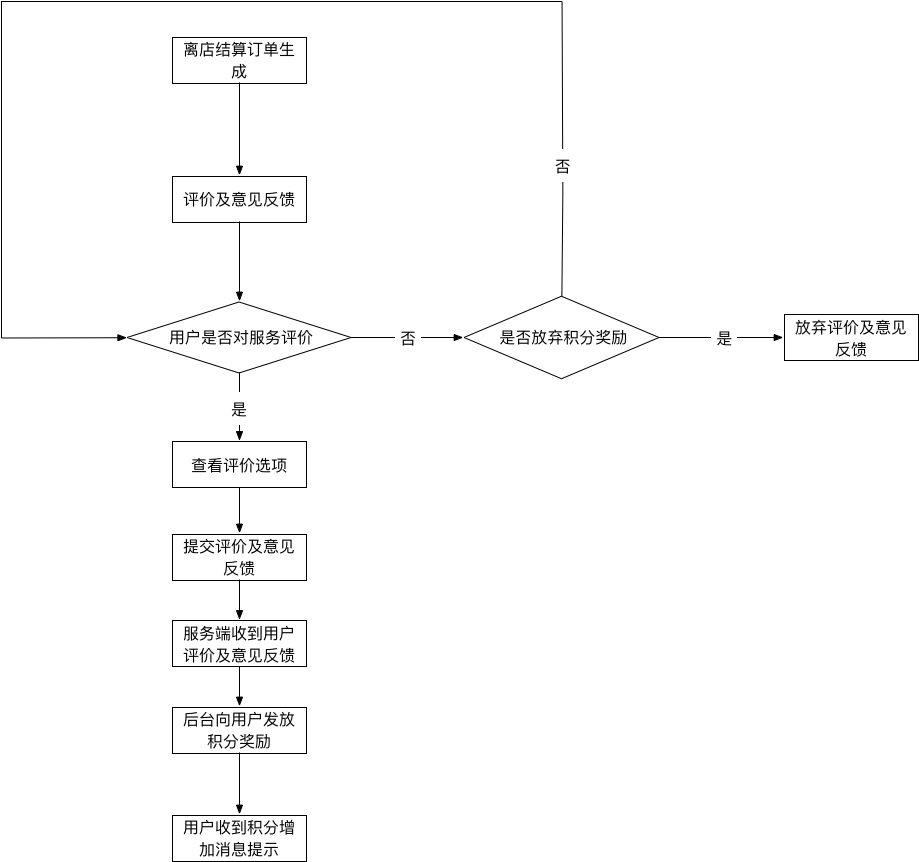 离店结算订单生
成
否
评价及意见反馈
用户是否对服务评价
否
是否放弃积分奖励
是
放弃评价及意见
反馈
是
查看评价选项
提交评价及意见
反馈
服务端收到用户
评价及意见反馈
后台向用户发放
积分奖励
用户收到积分增
加消息提示